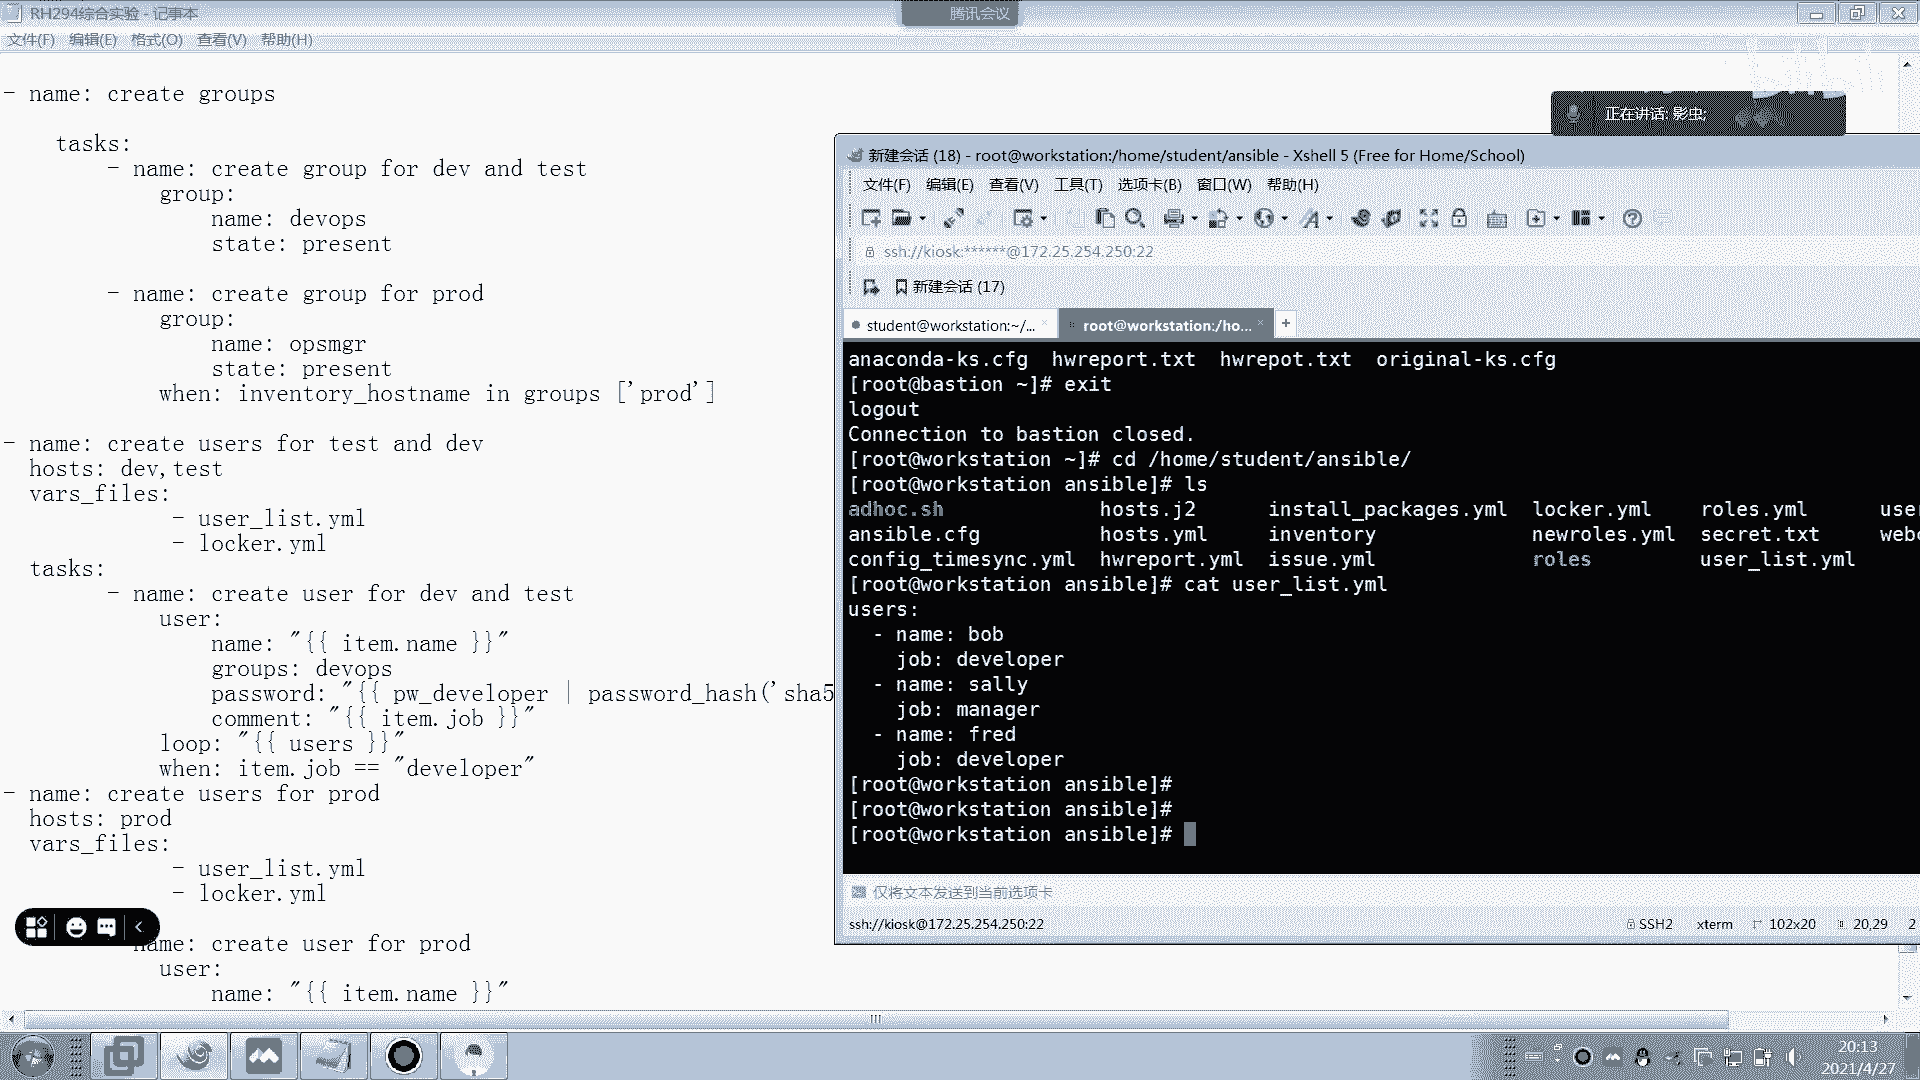 RH294综合实验 - 记事本
腾讯会议
文件(F) 编辑(E) 格式(O) 查看(V) 帮助(H)
- name: create groups
tasks:
- name: create group for dev and test
group:
name: devops
state: present
- name: create group for prod
group:
name: opsmgr
state: present
when: inventory_hostname in groups ['prod']
- name: create users for test and dev
hosts: dev,test
vars_files:
- user_list.yml
- locker.yml
tasks:
- name: create user for dev and test
user:
name: "{{ item.name }}"
groups: devops
password: "{{ pw_developer | password_hash('sha5
comment: "{{ item.job }}"
loop: "{{ users }}"
when: item.job == "developer"
- name: create users for prod
hosts: prod
vars_files:
- user_list.yml
- locker.yml
name: create user for prod
user:
name: "{{ item.name }}"
正在讲话: 影虫;
新建会话 (18) - root@workstation:/home/student/ansible - Xshell 5 (Free for Home/School)
文件(F) 编辑(E) 查看(V) 工具(T) 选项卡(B) 窗口(W) 帮助(H)
ssh://kiosk:******@172.25.254.250:22
新建会话 (17)
student@workstation:~/... root@workstation:/ho...
anaconda-ks.cfg hwreport.txt hwrepot.txt original-ks.cfg
[root@bastion ~]# exit
logout
Connection to bastion closed.
[root@workstation ~]# cd /home/student/ansible/
[root@workstation ansible]# ls
adhoc.sh hosts.j2 install_packages.yml locker.yml roles.yml use
ansible.cfg hosts.yml inventory newroles.yml secret.txt webc
config_timesync.yml hwreport.yml issue.yml roles user_list.yml
[root@workstation ansible]# cat user_list.yml
users:
- name: bob
job: developer
- name: sally
job: manager
- name: fred
job: developer
[root@workstation ansible]#
[root@workstation ansible]#
[root@workstation ansible]#
仅将文本发送到当前选项卡
ssh://kiosk@172.25.254.250:22 SSH2 xterm 102x20 20,29 2
20:13
2021/4/27